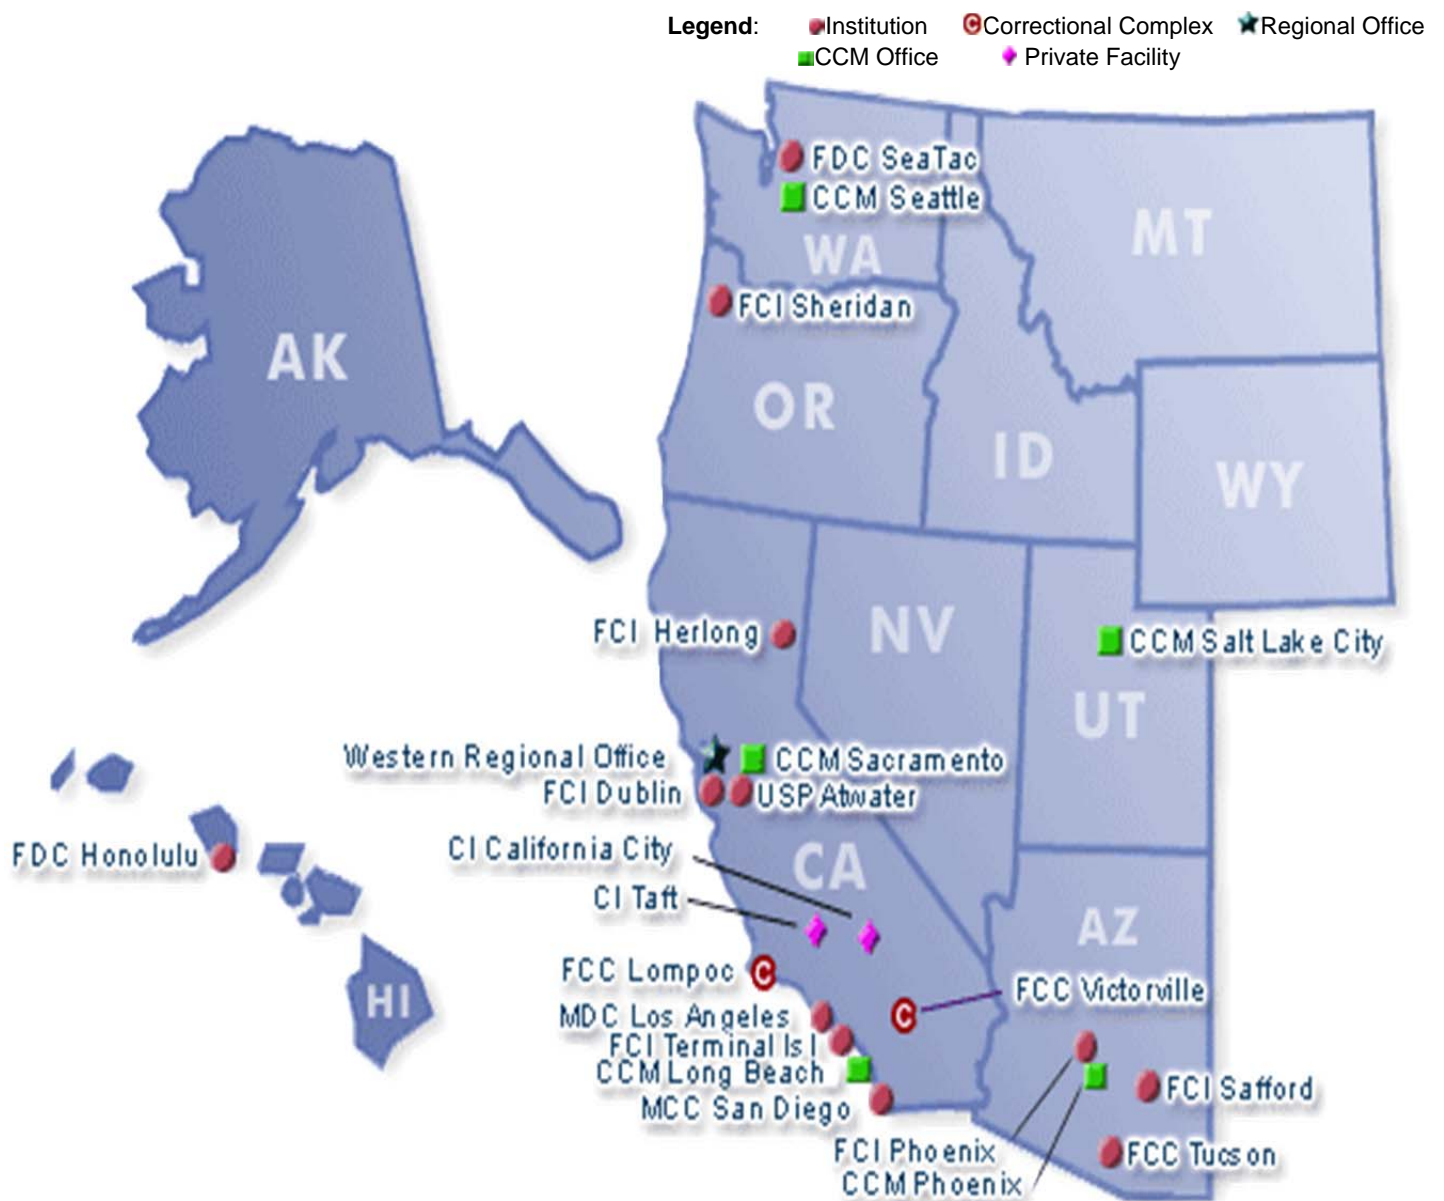 Legend: Institution Correctional Complex Regional Office
CCM Office Private Facility
FDC SeaTac
CCM Seattle
WA
MT
FCI Sheridan
AK
OR
ID
WY
FCI Herlong
NV
CCM Salt Lake City
UT
Western Regional Office
CCM Sacramento
FCI Dublin
USP Atwater
FDC Honolulu
CI California City
CA
CI Taft
AZ
FCC Lompoc
C
FCC Victorville
HI
MDC Los Angeles
C
FCI Terminal Isl
CCM Long Beach
FCI Safford
MCC San Diego
FCI Phoenix
FCC Tucson
CCM Phoenix